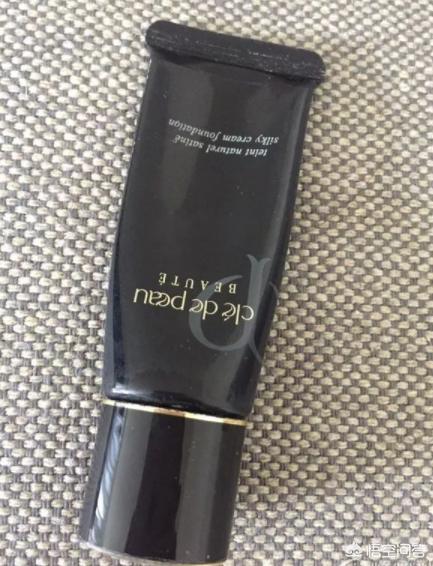 clé de peau
BEAUTÉ
teint naturel satiné
silky cream foundation
悟空问答